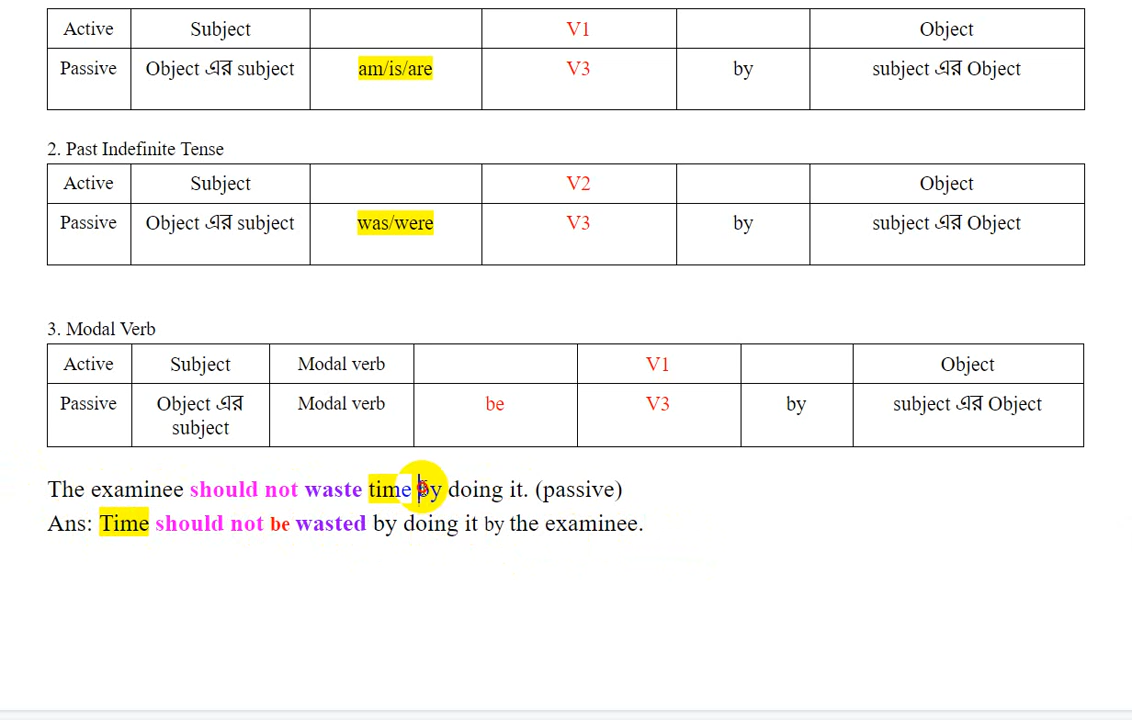 Active Subject V1 Object
Passive Object এর subject am/is/are V3 by subject এর Object
2. Past Indefinite Tense
Active Subject V2 Object
Passive Object এর subject was/were V3 by subject এর Object
3. Modal Verb
Active Subject Modal verb V1 Object
Passive Object এর subject Modal verb be V3 by subject এর Object
The examinee should not waste time by doing it. (passive)
Ans: Time should not be wasted by doing it by the examinee.